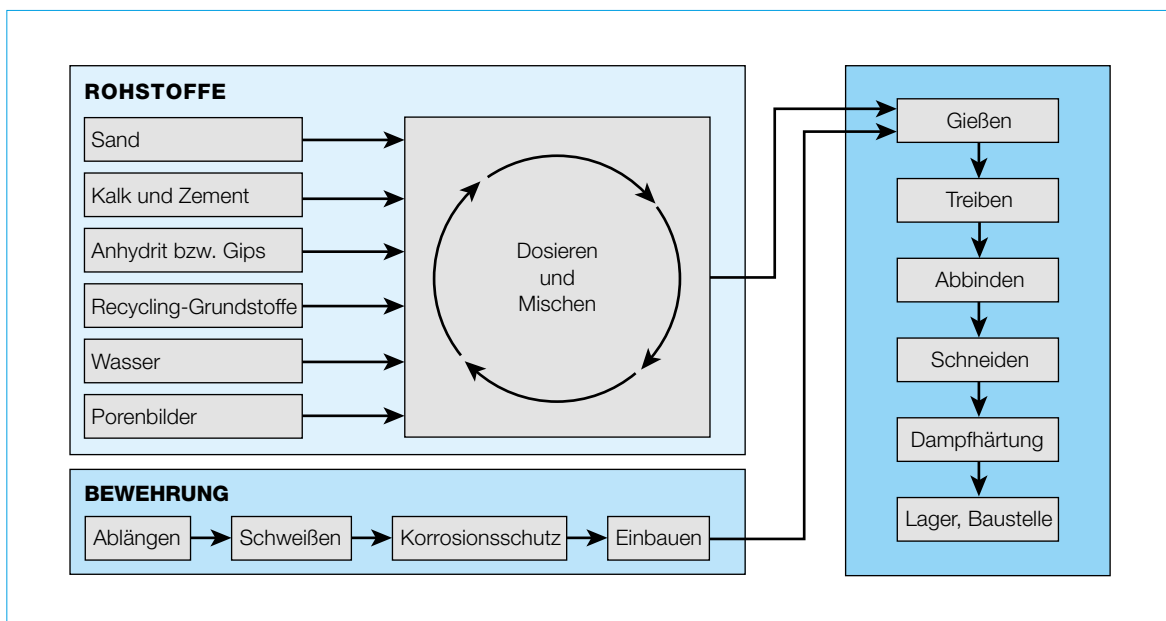 ROHSTOFFE
Sand
Kalk und Zement
Anhydrit bzw. Gips
Recycling-Grundstoffe
Wasser
Porenbilder
Dosieren
und
Mischen
BEWEHRUNG
Ablängen
Schweißen
Korrosionsschutz
Einbauen
Gießen
Treiben
Abbinden
Schneiden
Dampfhärtung
Lager, Baustelle